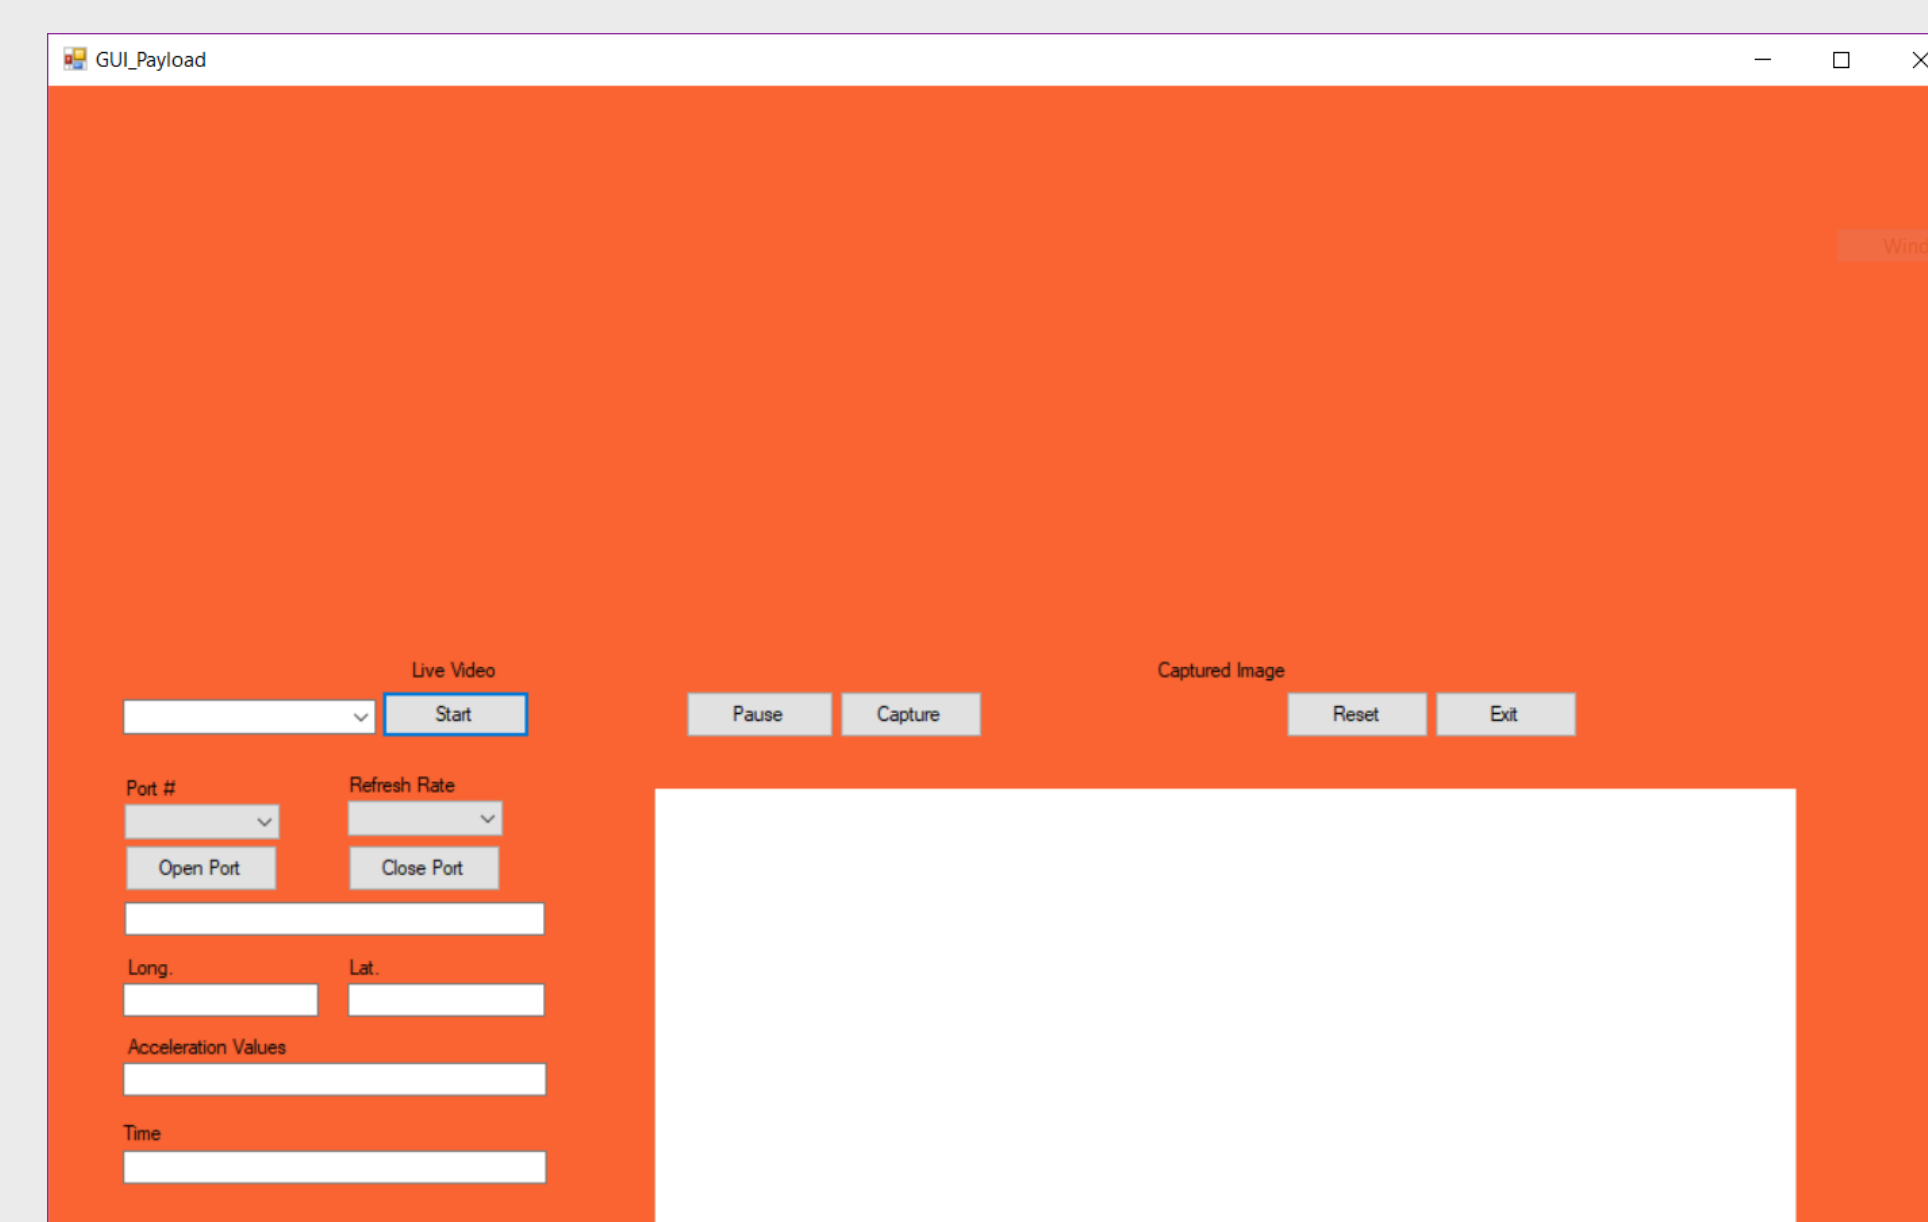 GUI_Payload
Live Video
Captured Image
Start
Pause
Capture
Reset
Exit
Port #
Refresh Rate
Open Port
Close Port
Long.
Lat.
Acceleration Values
Time